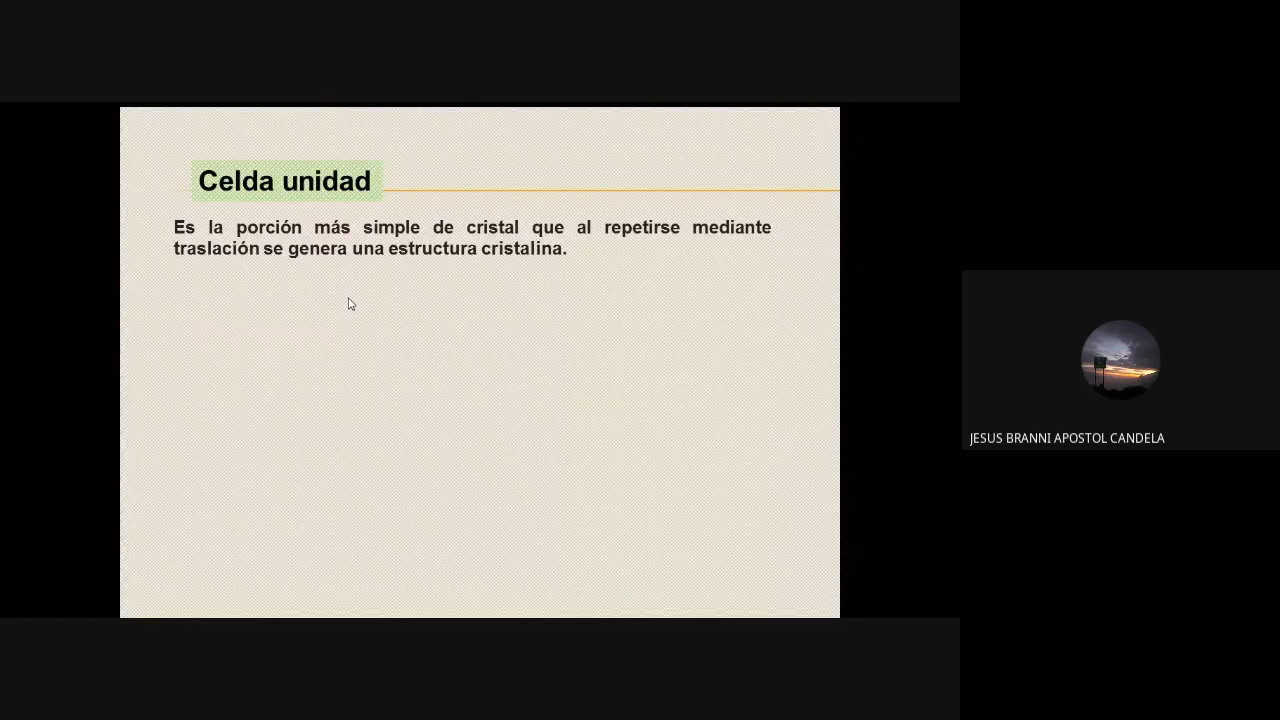 Celda unidad
Es la porción más simple de cristal que al repetirse mediante
traslación se genera una estructura cristalina.
JESUS BRANNI APOSTOL CANDELA